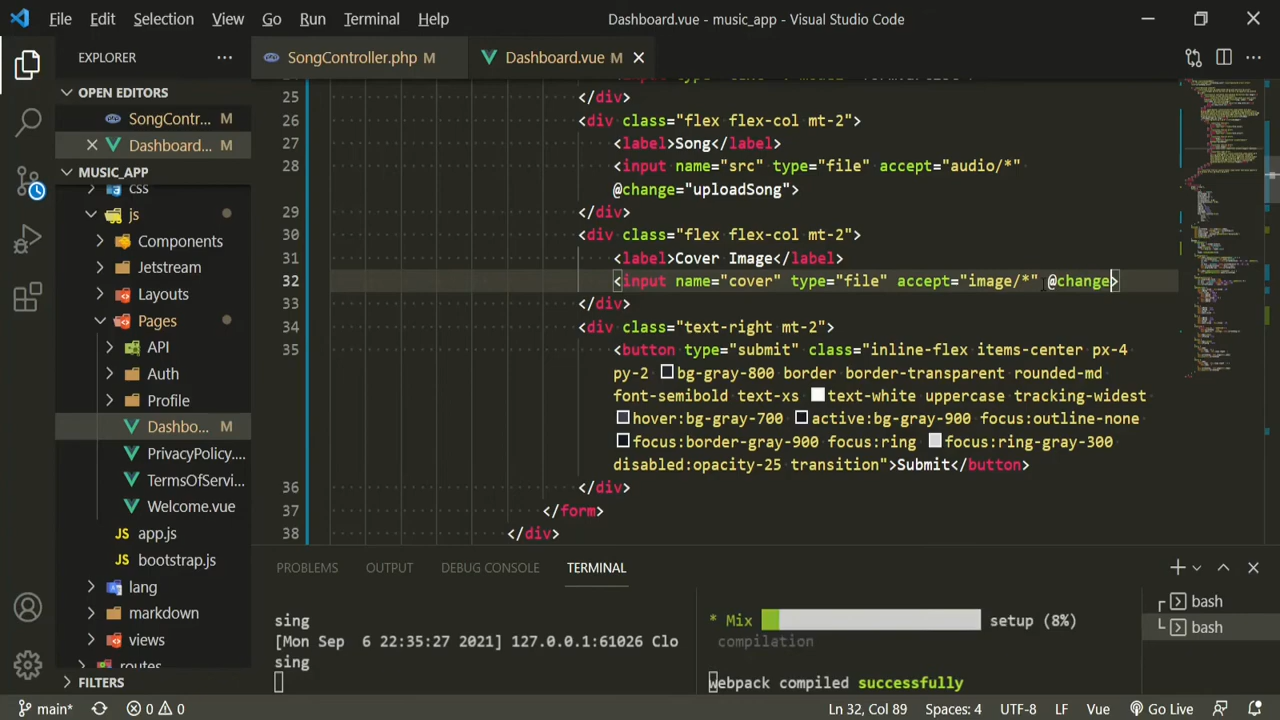 File Edit Selection View Go Run Terminal Help Dashboard.vue - music_app - Visual Studio Code
EXPLORER
SongController.php M
Dashboard.vue M
OPEN EDITORS
SongContr... M
Dashboard... M
MUSIC_APP
css
js
Components
Jetstream
Layouts
Pages
API
Auth
Profile
Dashbo... M
PrivacyPolicy....
TermsOfServi...
Welcome.vue
app.js
bootstrap.js
lang
markdown
views
routes
FILTERS
25 </div>
26 <div class="flex flex-col mt-2">
27 <label>Song</label>
28 <input name="src" type="file" accept="audio/*"
@change="uploadSong">
29 </div>
30 <div class="flex flex-col mt-2">
31 <label>Cover Image</label>
32 <input name="cover" type="file" accept="image/*" @change>
33 </div>
34 <div class="text-right mt-2">
35 <button type="submit" class="inline-flex items-center px-4
py-2 bg-gray-800 border border-transparent rounded-md
font-semibold text-xs text-white uppercase tracking-widest
hover:bg-gray-700 active:bg-gray-900 focus:outline-none
focus:border-gray-900 focus:ring focus:ring-gray-300
disabled:opacity-25 transition">Submit</button>
36 </div>
37 </form>
38 </div>
PROBLEMS OUTPUT DEBUG CONSOLE TERMINAL
sing
[Mon Sep 6 22:35:27 2021] 127.0.0.1:61026 Clo
sing
* Mix setup (8%)
compilation
webpack compiled successfully
bash
bash
main* 0 0 Ln 32, Col 89 Spaces: 4 UTF-8 LF Vue Go Live